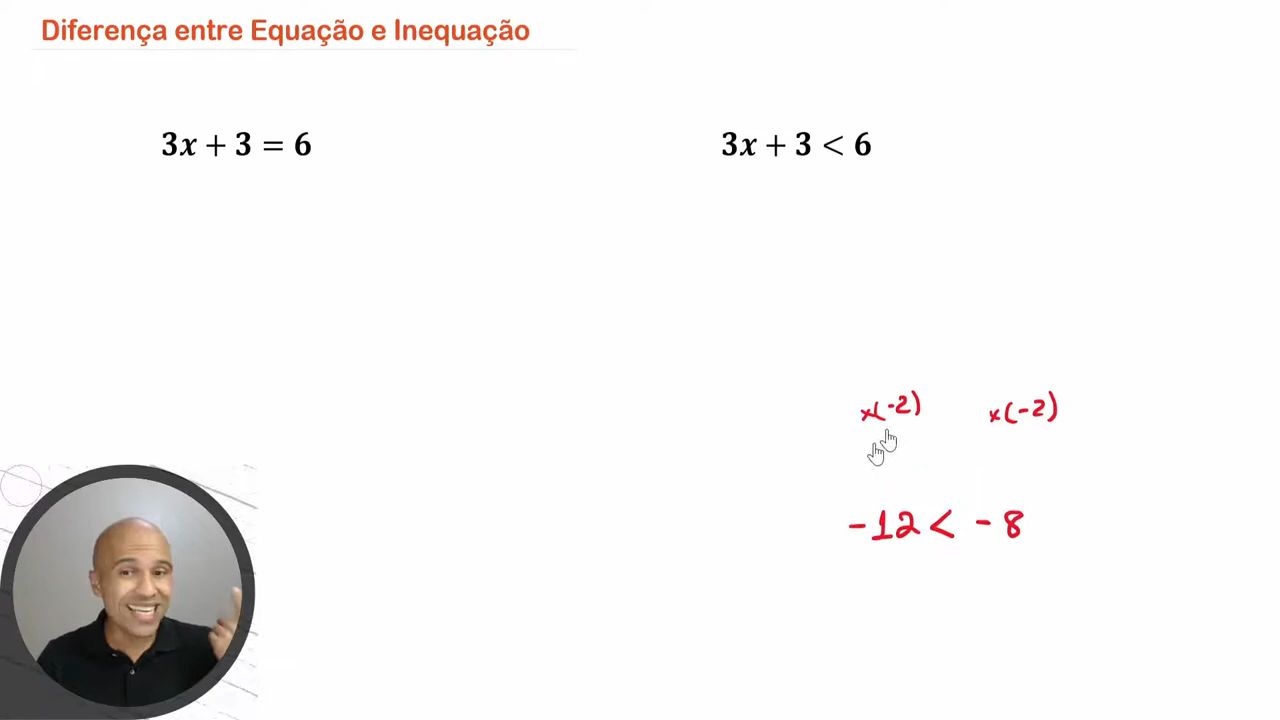 Diferença entre Equação e Inequação
3x + 3 = 6
3x + 3 < 6
x(-2) x(-2)
-12 < -8